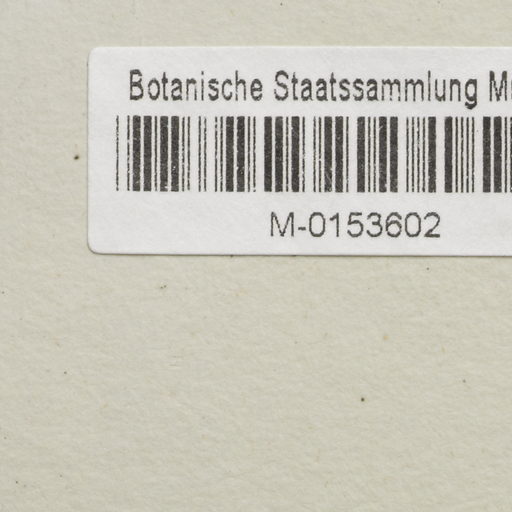 Botanische Staatssammlung
M-0153602